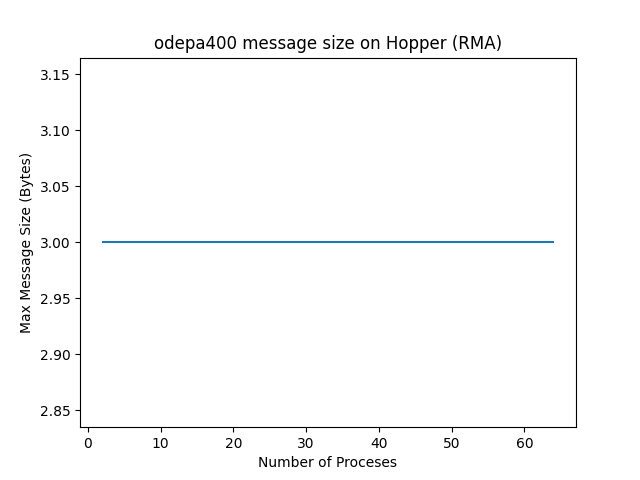 odepa400 message size on Hopper (RMA)
3.15
3.10
3.05
3.00
2.95
2.90
2.85
Max Message Size (Bytes)
0 10 20 30 40 50 60
Number of Proceses